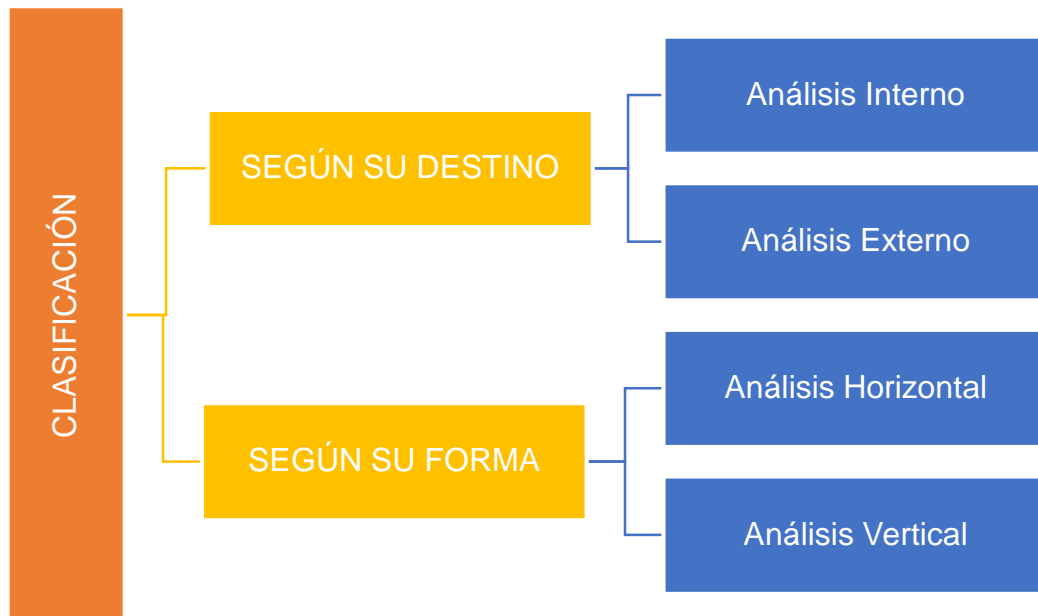 CLASIFICACIÓN
SEGÚN SU DESTINO
Análisis Interno
Análisis Externo
SEGÚN SU FORMA
Análisis Horizontal
Análisis Vertical